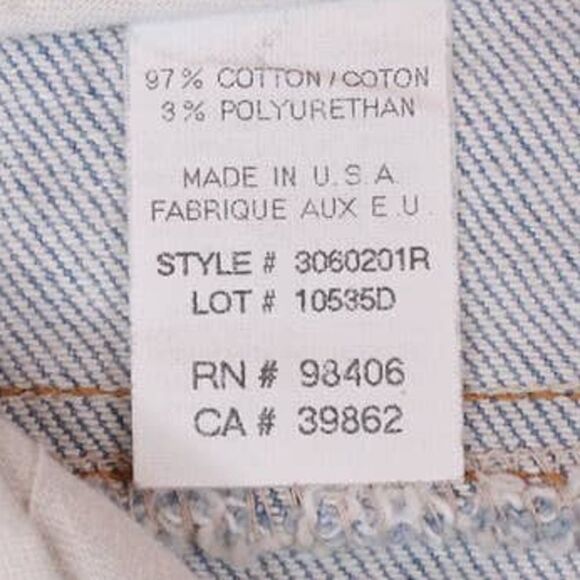 97% COTTON / COTON
3% POLYURETHAN
MADE IN U.S.A
FABRIQUE AUX E.U
STYLE # 3060201R
LOT # 10535D
RN # 98406
CA # 39862